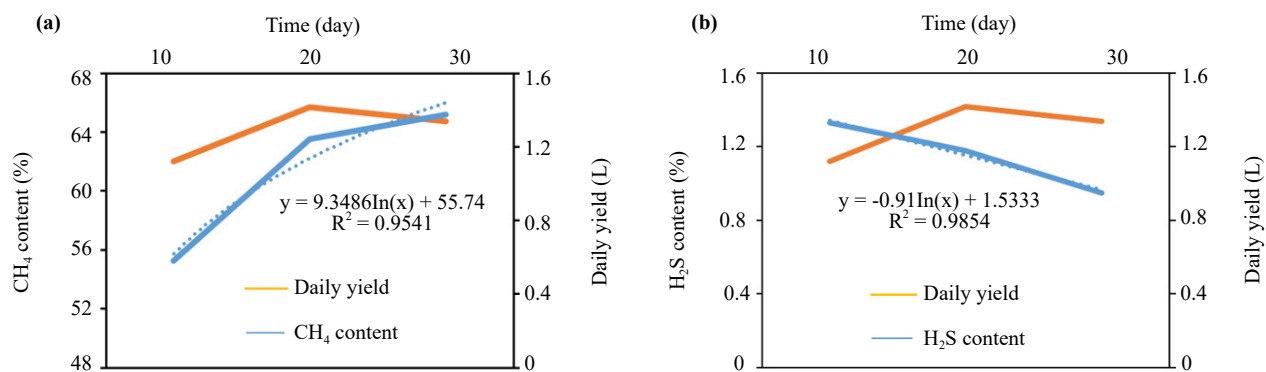 (a)
Time (day)
10 20 30
68
64
60
56
52
48
CH₄ content (%)
1.6
1.2
0.8
0.4
0
Daily yield (L)
y = 9.3486In(x) + 55.74
R² = 0.9541
Daily yield
CH₄ content
(b)
Time (day)
10 20 30
1.6
1.2
0.8
0.4
0
H₂S content (%)
1.6
1.2
0.8
0.4
0
Daily yield (L)
y = -0.91In(x) + 1.5333
R² = 0.9854
Daily yield
H₂S content